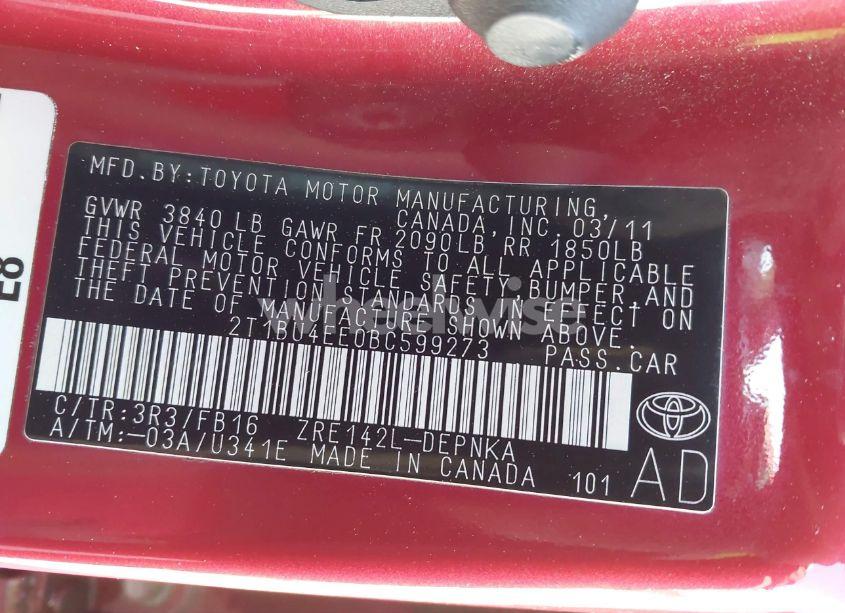 MFD. BY: TOYOTA MOTOR MANUFACTURING,
CANADA, INC. 03/11
GVWR 3840 LB GAWR FR 2090LB RR 1850LB
THIS VEHICLE CONFORMS TO ALL APPLICABLE
FEDERAL MOTOR VEHICLE SAFETY, BUMPER, AND
THEFT PREVENTION STANDARDS IN EFFECT ON
THE DATE OF MANUFACTURE SHOWN ABOVE.
2T1BU4EE0BC599273 PASS. CAR
C/TR: 3R3/FB16 ZRE142L-DEPNKA
A/TM: -03A/U341E MADE IN CANADA 101
AD
wheelwise
E8